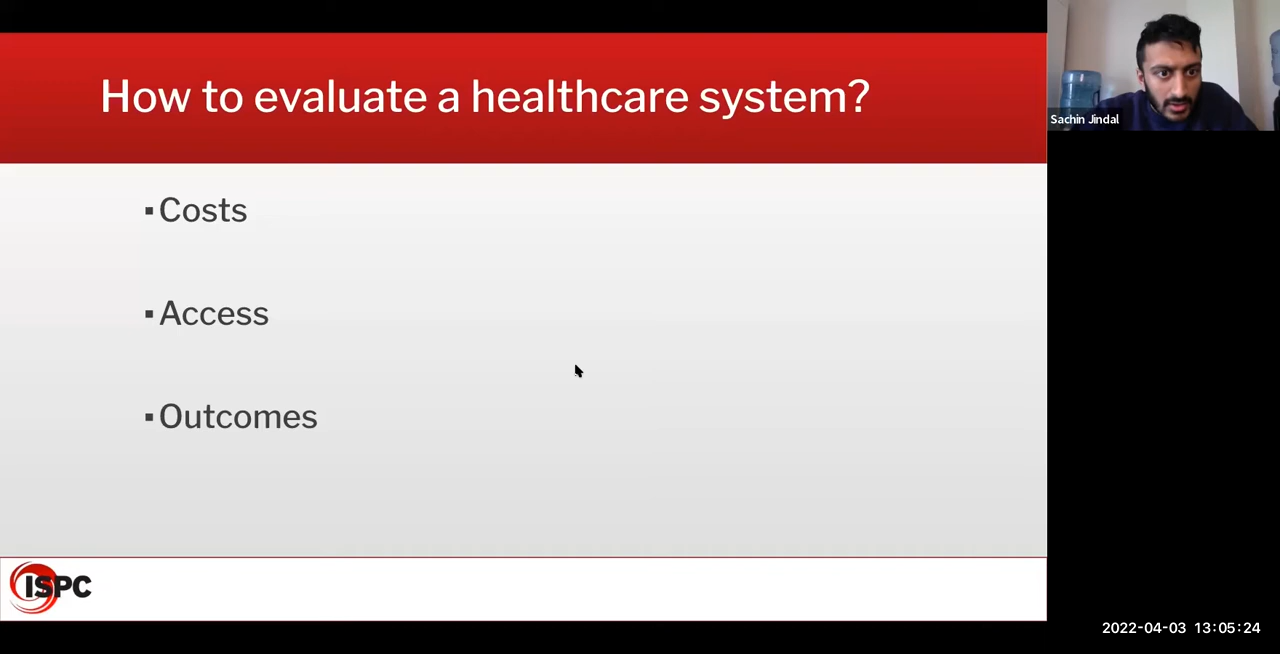 How to evaluate a healthcare system?
Sachin Jindal
▪Costs
▪Access
▪Outcomes
ISPC
2022-04-03 13:05:24